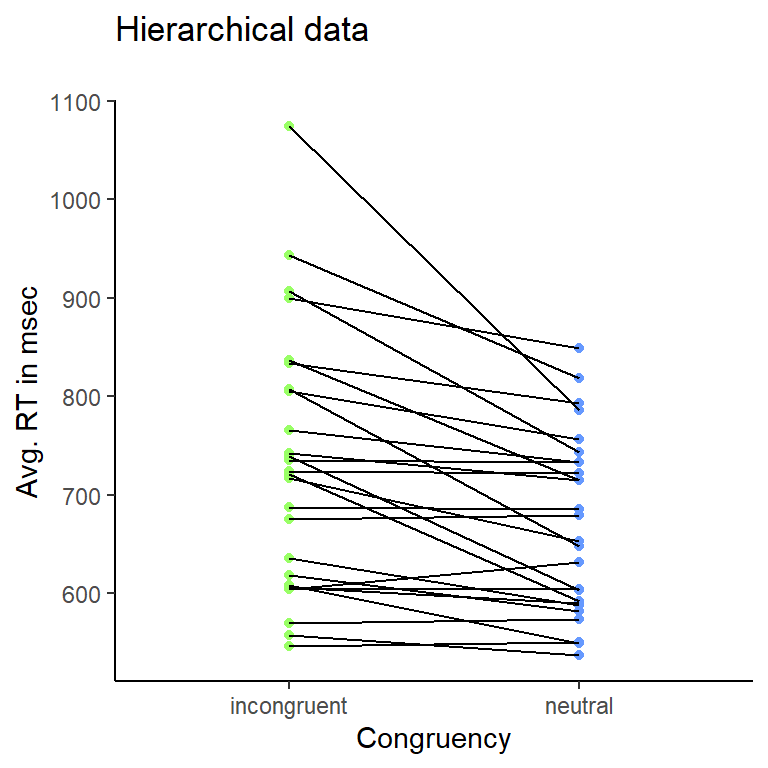 Hierarchical data
1100
1000
900
800
700
600
Avg. RT in msec
incongruent neutral
Congruency